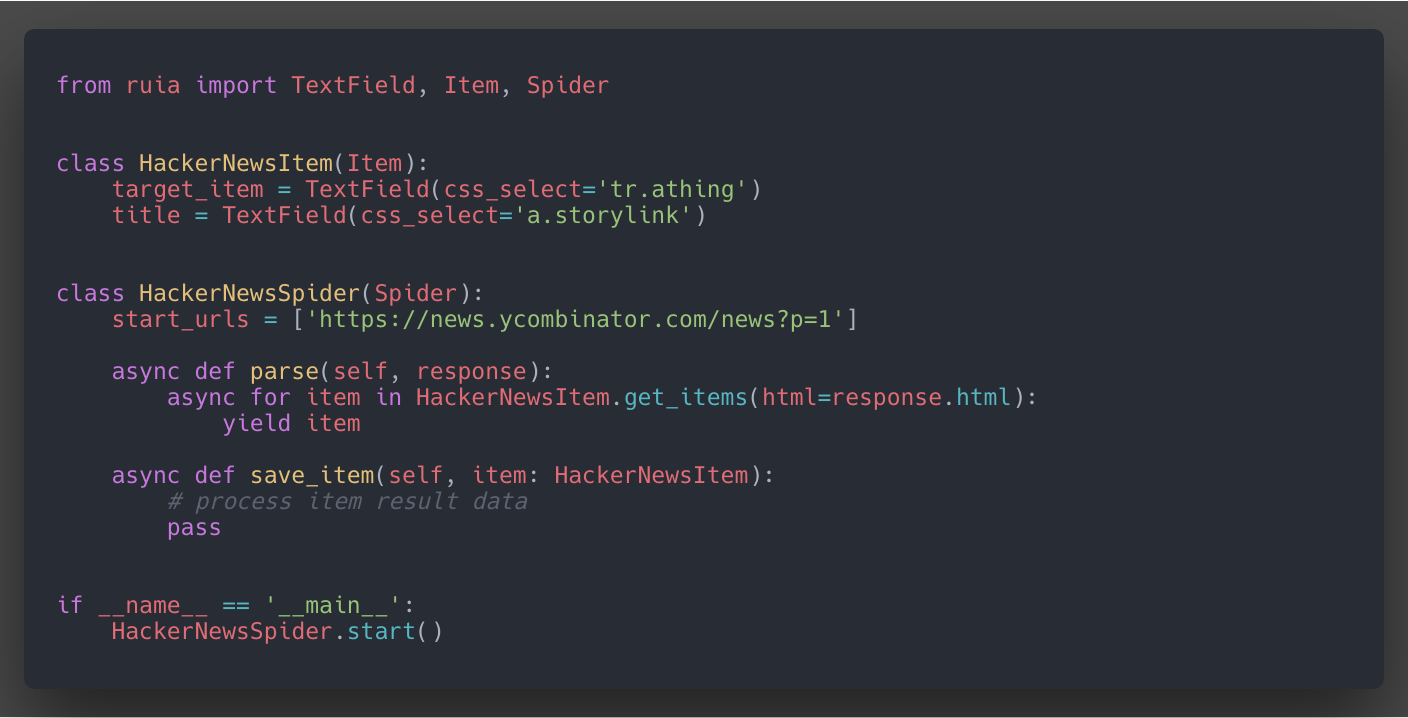 from ruia import TextField, Item, Spider
class HackerNewsItem(Item):
    target_item = TextField(css_select='tr.athing')
    title = TextField(css_select='a.storylink')
class HackerNewsSpider(Spider):
    start_urls = ['https://news.ycombinator.com/news?p=1']
    async def parse(self, response):
        async for item in HackerNewsItem.get_items(html=response.html):
            yield item
    async def save_item(self, item: HackerNewsItem):
        # process item result data
        pass
if __name__ == '__main__':
    HackerNewsSpider.start()